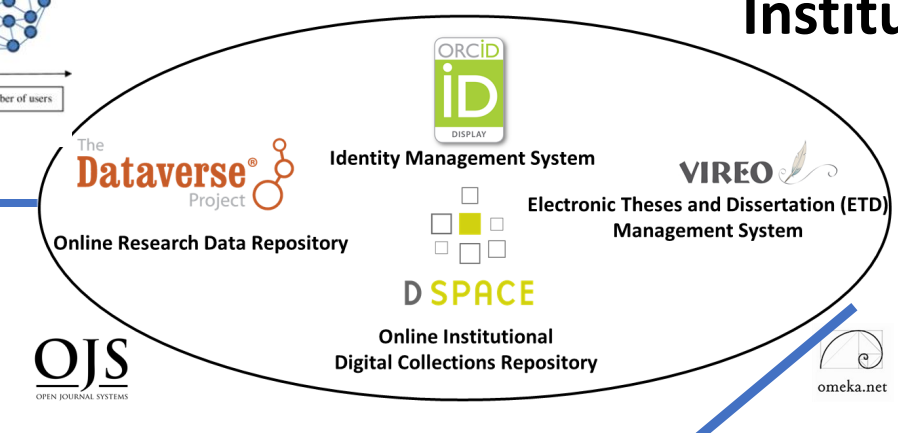 Institu
ber of users
ORCiD
iD
DISPLAY
Identity Management System
The
Dataverse®
Project
Online Research Data Repository
VIREO
Electronic Theses and Dissertation (ETD)
Management System
D SPACE
Online Institutional
Digital Collections Repository
OJS
OPEN JOURNAL SYSTEMS
omeka.net